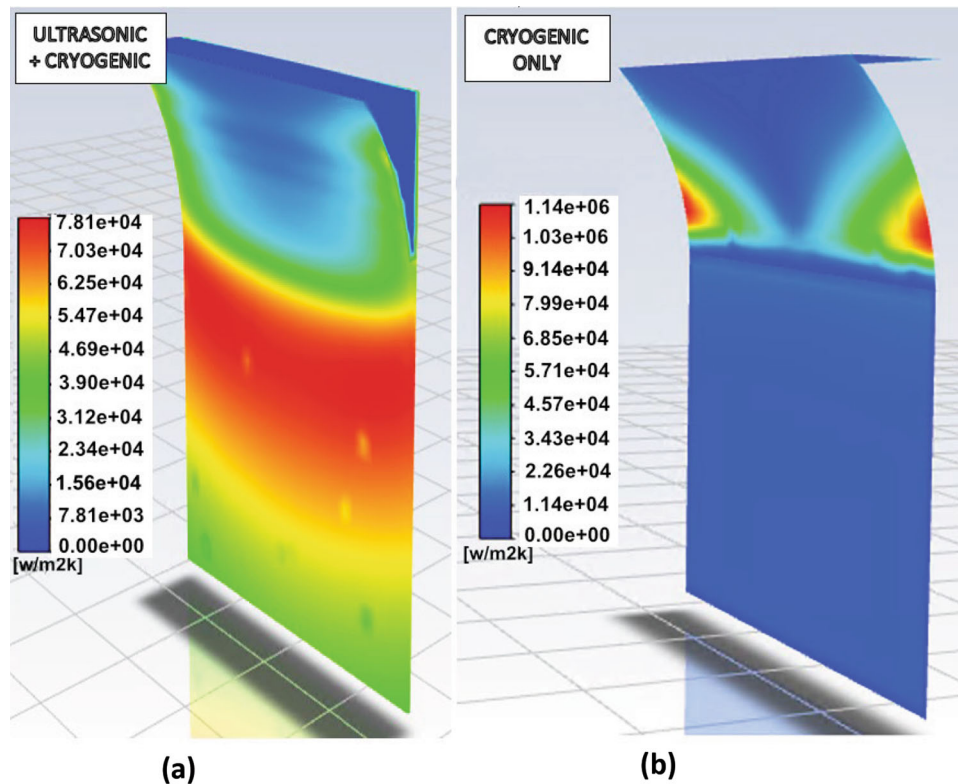 ULTRASONIC
+ CRYOGENIC
7.81e+04
7.03e+04
6.25e+04
5.47e+04
4.69e+04
3.90e+04
3.12e+04
2.34e+04
1.56e+04
7.81e+03
0.00e+00
[w/m2k]
(a)
CRYOGENIC
ONLY
1.14e+06
1.03e+06
9.14e+04
7.99e+04
6.85e+04
5.71e+04
4.57e+04
3.43e+04
2.26e+04
1.14e+04
0.00e+00
[w/m2k]
(b)